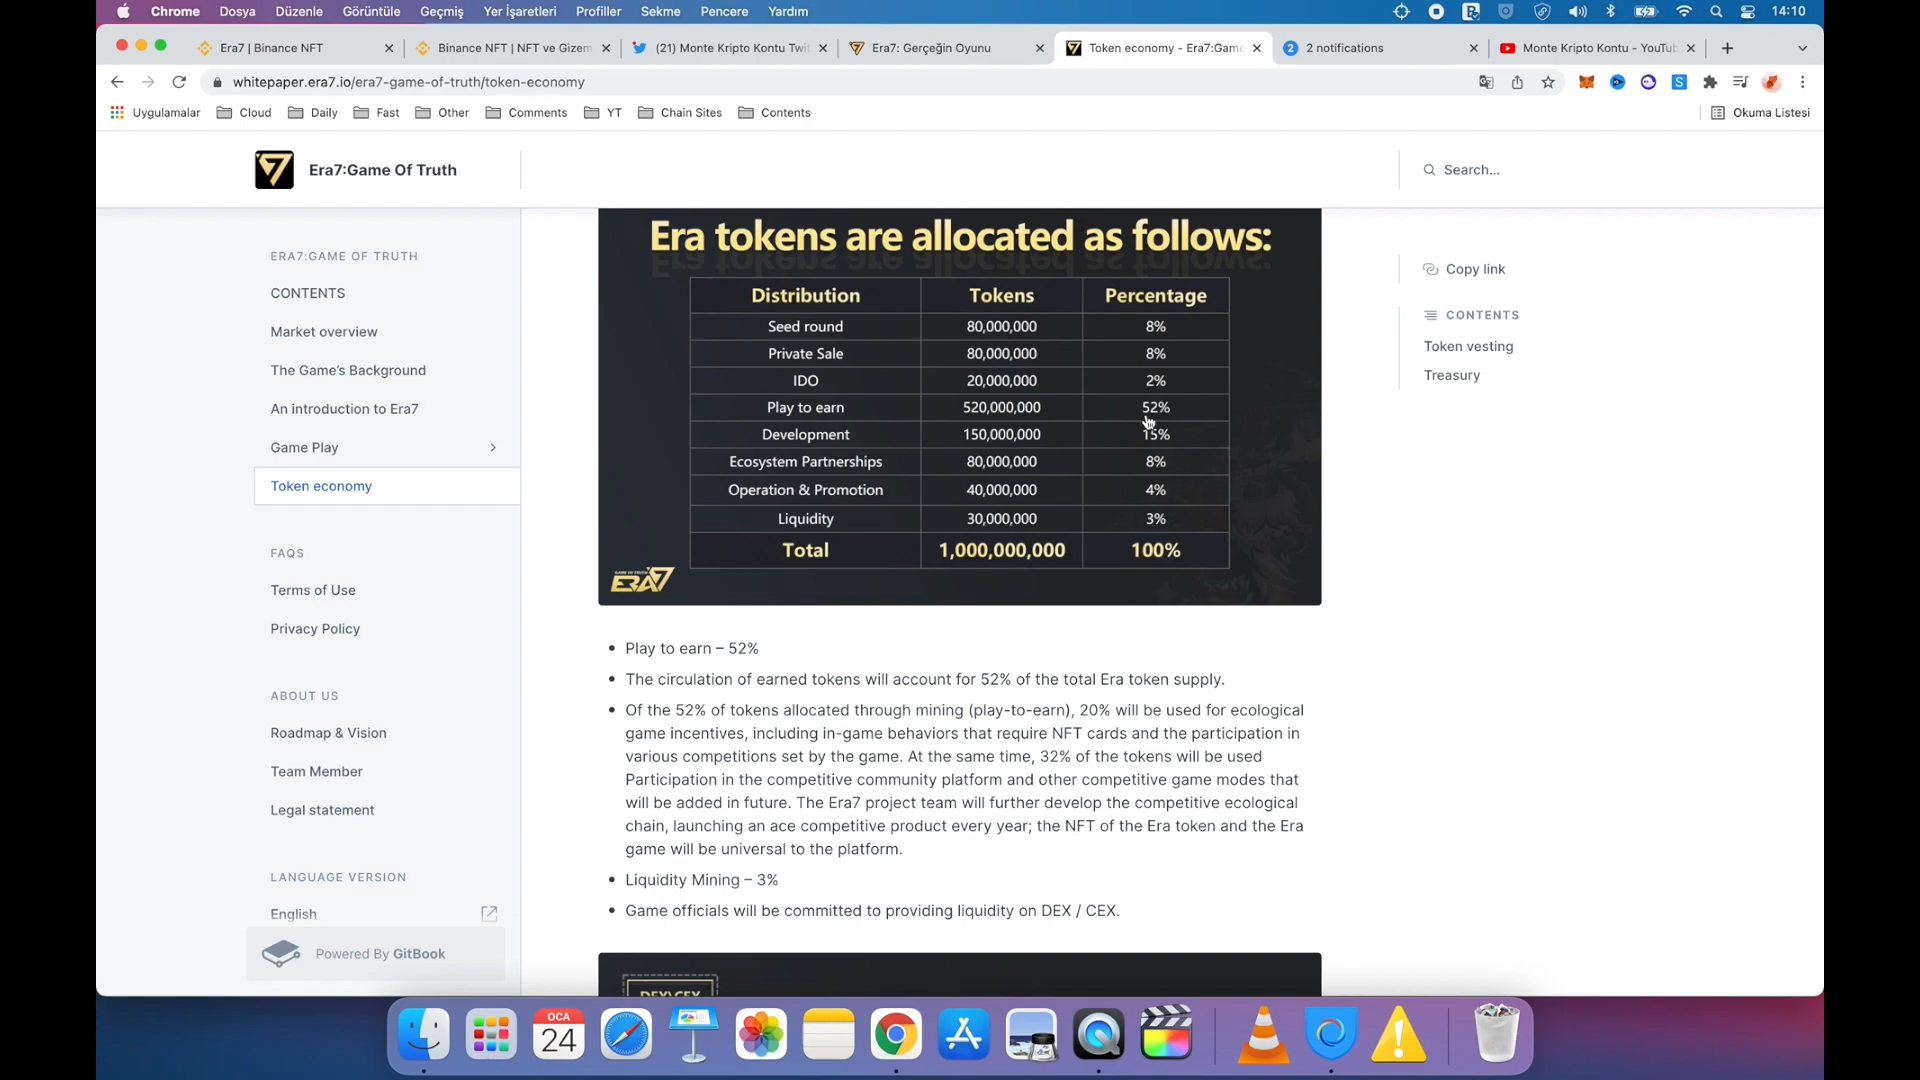 Chrome Dosya Düzenle Görüntüle Geçmiş Yer İşaretleri Profiller Sekme Pencere Yardım 14:10
Era7 | Binance NFT Binance NFT | NFT ve Gizem (21) Monte Kripto Kontu Twit Era7: Gerçeğin Oyunu Token economy - Era7:Game 2 2 notifications Monte Kripto Kontu - YouTub
whitepaper.era7.io/era7-game-of-truth/token-economy
Uygulamalar Cloud Daily Fast Other Comments YT Chain Sites Contents Okuma Listesi
Era7:Game Of Truth Search...
ERA7:GAME OF TRUTH
CONTENTS
Market overview
The Game's Background
An introduction to Era7
Game Play
Token economy
FAQS
Terms of Use
Privacy Policy
ABOUT US
Roadmap & Vision
Team Member
Legal statement
LANGUAGE VERSION
English
Powered By GitBook
Era tokens are allocated as follows:
Distribution Tokens Percentage
Seed round 80,000,000 8%
Private Sale 80,000,000 8%
IDO 20,000,000 2%
Play to earn 520,000,000 52%
Development 150,000,000 15%
Ecosystem Partnerships 80,000,000 8%
Operation & Promotion 40,000,000 4%
Liquidity 30,000,000 3%
Total 1,000,000,000 100%
GAME OF TRUTH
ERA7
• Play to earn – 52%
• The circulation of earned tokens will account for 52% of the total Era token supply.
• Of the 52% of tokens allocated through mining (play-to-earn), 20% will be used for ecological
game incentives, including in-game behaviors that require NFT cards and the participation in
various competitions set by the game. At the same time, 32% of the tokens will be used
Participation in the competitive community platform and other competitive game modes that
will be added in future. The Era7 project team will further develop the competitive ecological
chain, launching an ace competitive product every year; the NFT of the Era token and the Era
game will be universal to the platform.
• Liquidity Mining – 3%
• Game officials will be committed to providing liquidity on DEX / CEX.
DEX\CEX
Copy link
CONTENTS
Token vesting
Treasury
OCA
24